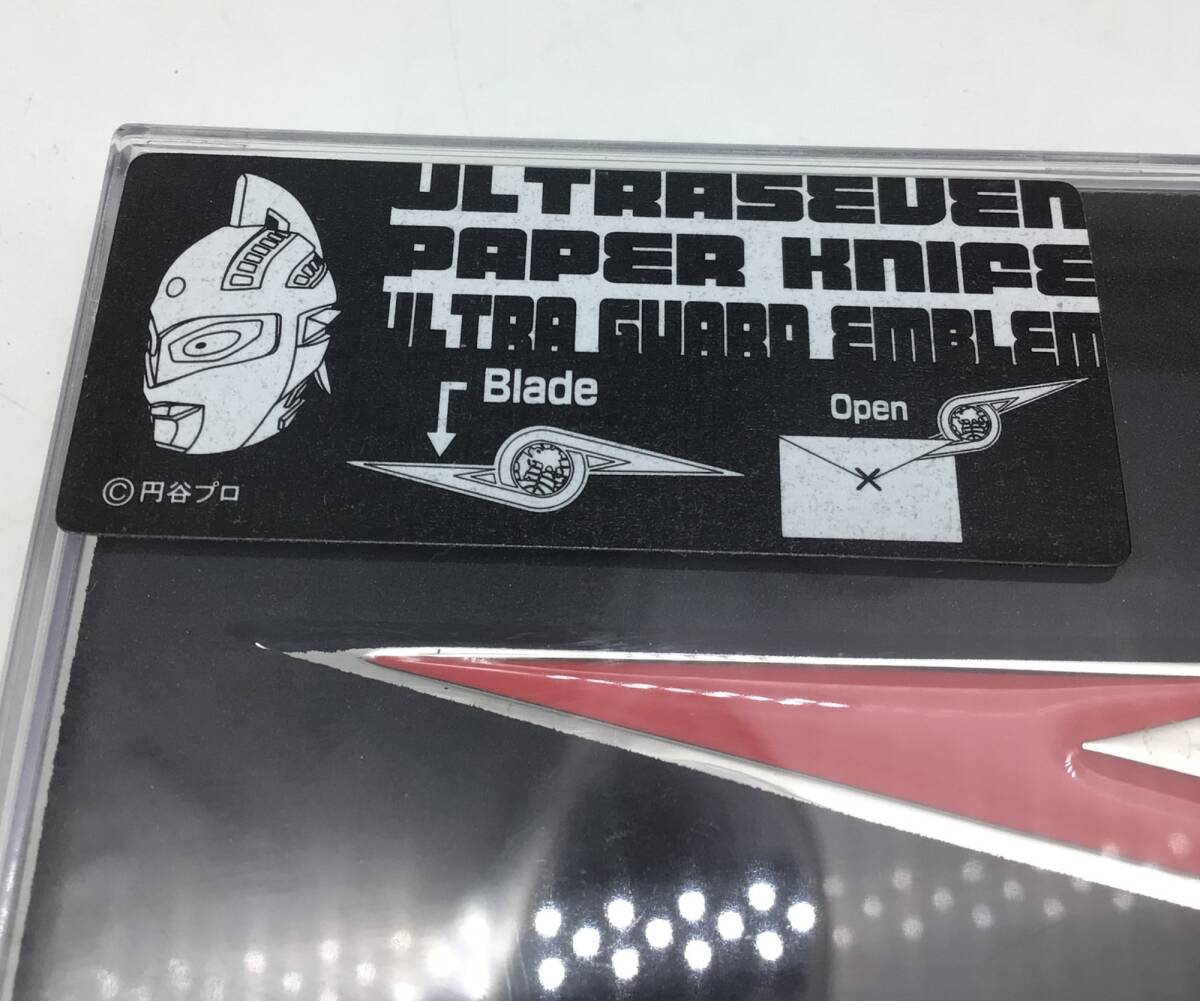 ULTRASEVEN
PAPER KNIFE
ULTRA GUARD EMBLEM
Blade
Open
©円谷プロ